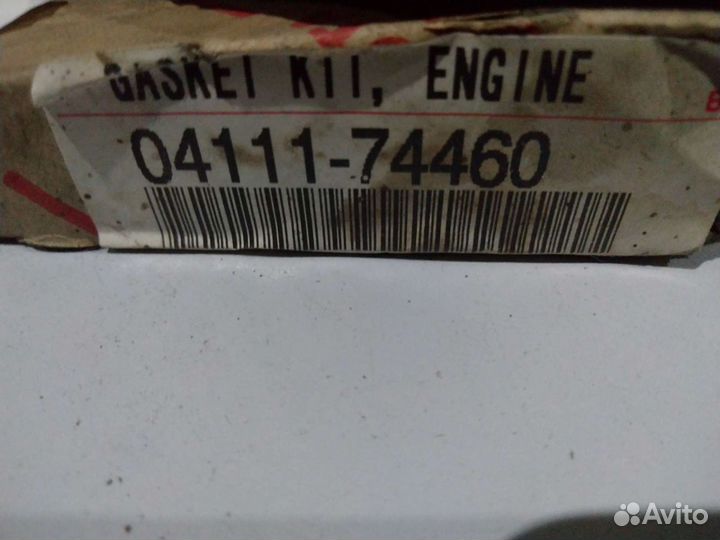 GASKET KIT, ENGINE
04111-74460
Avito